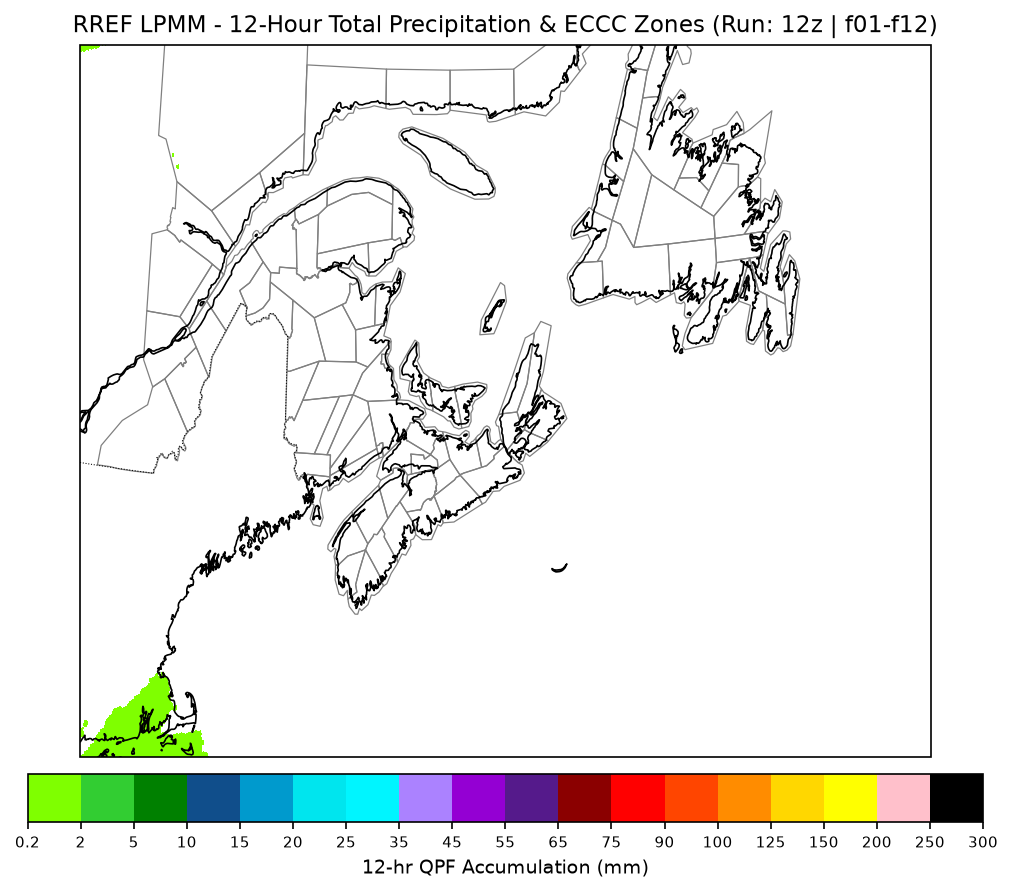 RREF LPMM - 12-Hour Total Precipitation & ECCC Zones (Run: 12z | f01-f12)
0.2 2 5 10 15 20 25 35 45 55 65 75 80 90 100 125 150 200 250 300
12-hr QPF Accumulation (mm)